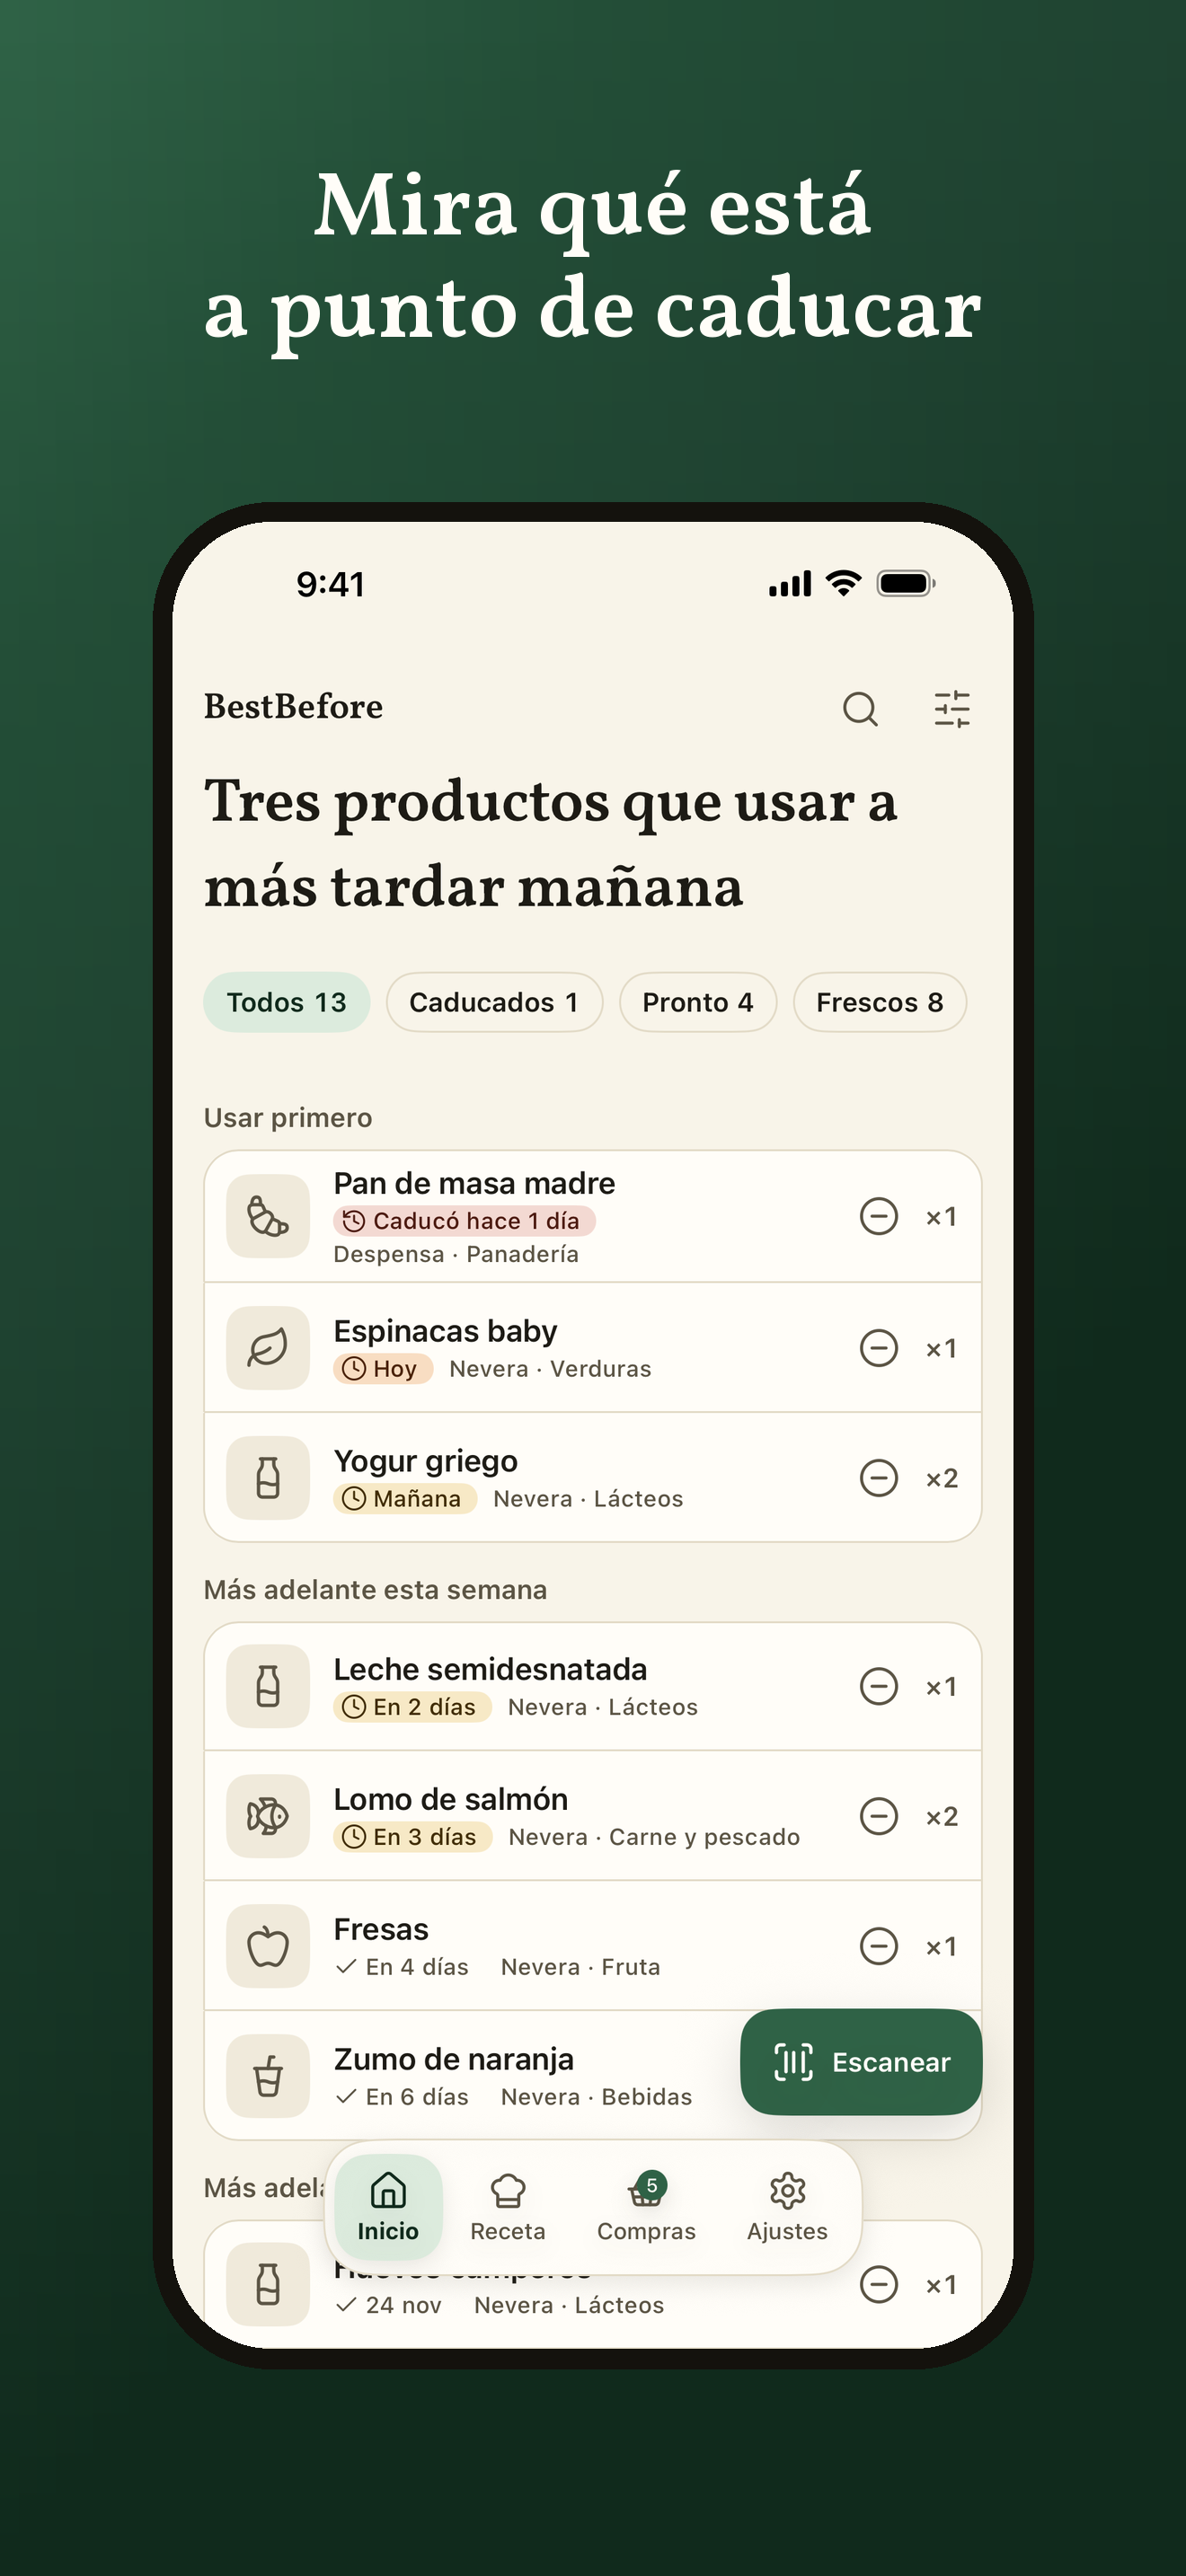 Mira qué está
a punto de caducar
9:41
BestBefore
Tres productos que usar a
más tardar mañana
Todos 13
Caducados 1
Pronto 4
Frescos 8
Usar primero
Pan de masa madre
Caducó hace 1 día
Despensa · Panadería
×1
Espinacas baby
Hoy Nevera · Verduras
×1
Yogur griego
Mañana Nevera · Lácteos
×2
Más adelante esta semana
Leche semidesnatada
En 2 días Nevera · Lácteos
×1
Lomo de salmón
En 3 días Nevera · Carne y pescado
×2
Fresas
En 4 días Nevera · Fruta
×1
Zumo de naranja
En 6 días Nevera · Bebidas
Escanear
Más
5
Inicio
Receta
Compras
Ajustes
24 nov Nevera · Lácteos
×1